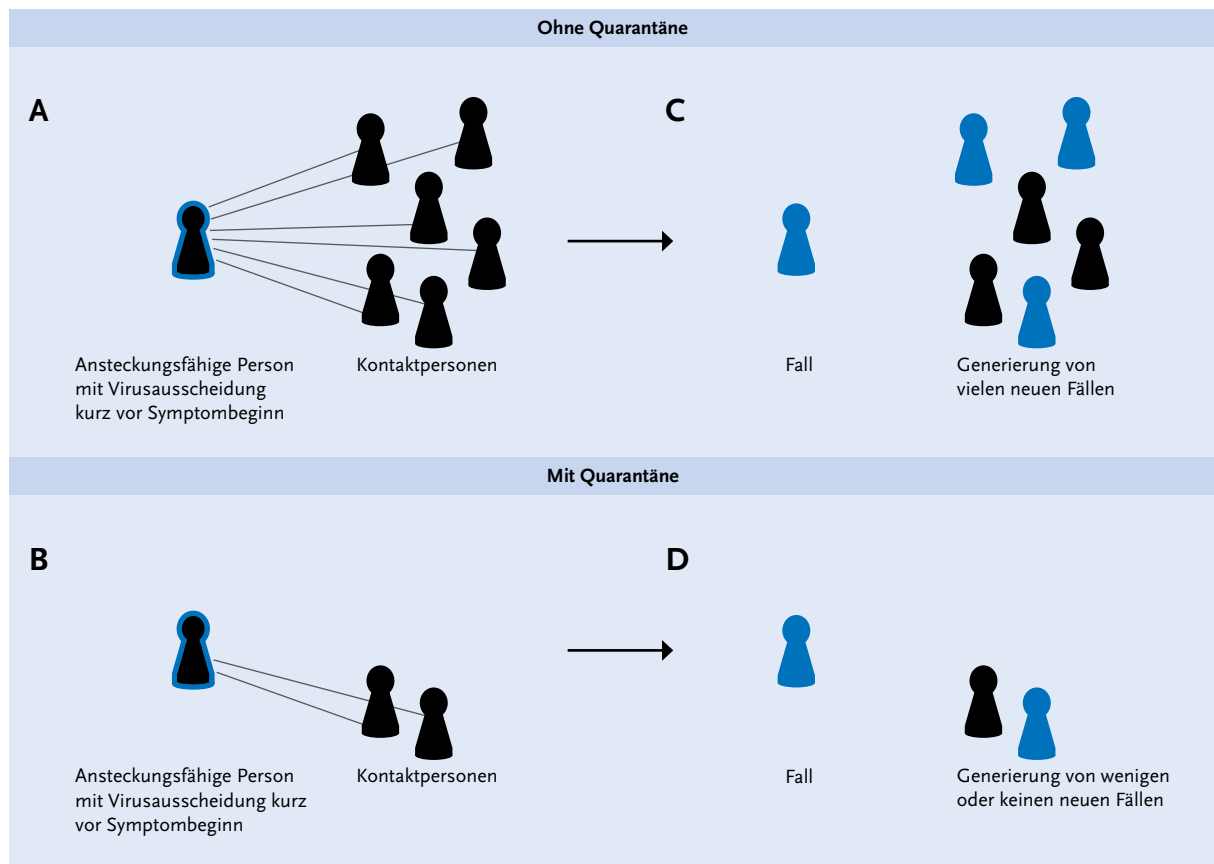 Ohne Quarantäne
A
Ansteckungsfähige Person
mit Virusausscheidung
kurz vor Symptombeginn
Kontaktpersonen
C
Fall
Generierung von
vielen neuen Fällen
Mit Quarantäne
B
Ansteckungsfähige Person
mit Virusausscheidung kurz
vor Symptombeginn
Kontaktpersonen
D
Fall
Generierung von wenigen
oder keinen neuen Fällen